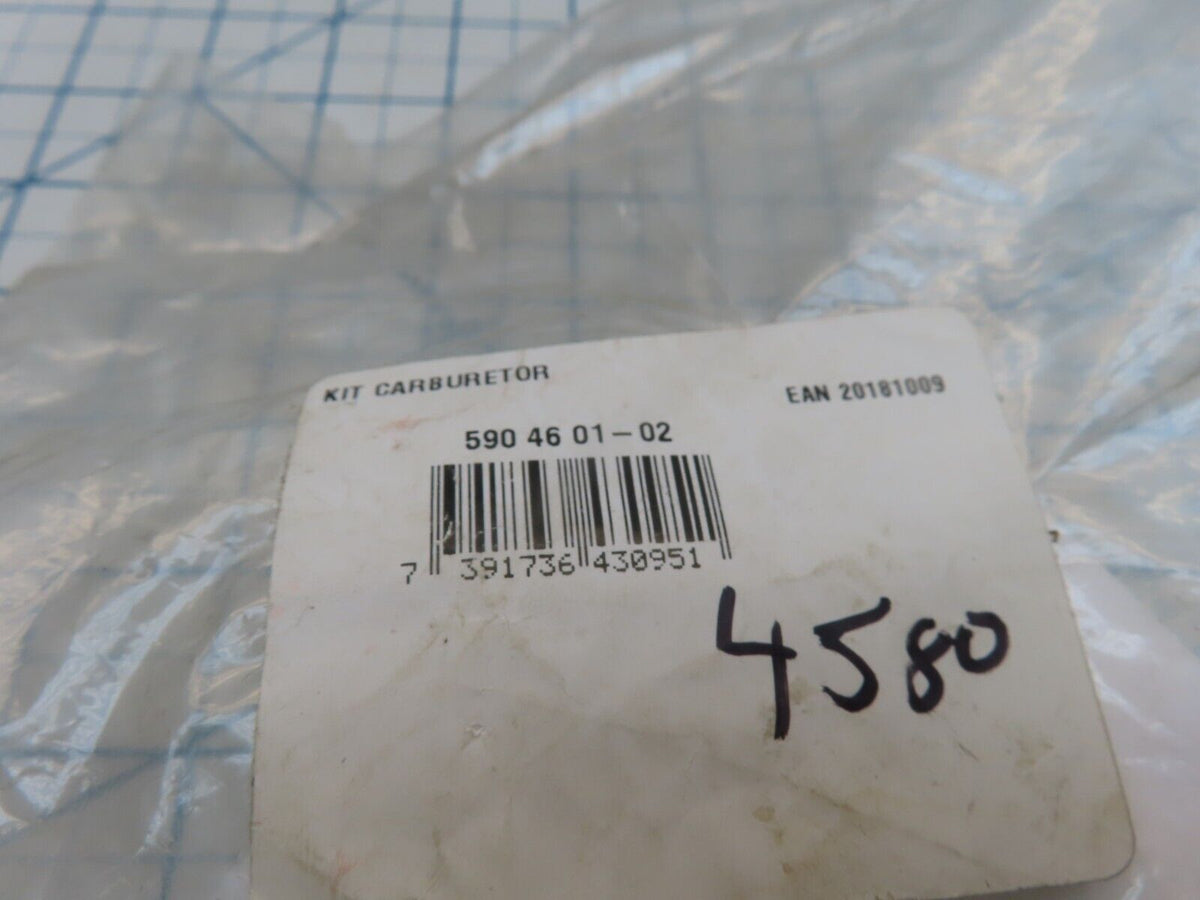 KIT CARBURETOR
EAN 20181009
590 46 01-02
7 391736 430951
4580